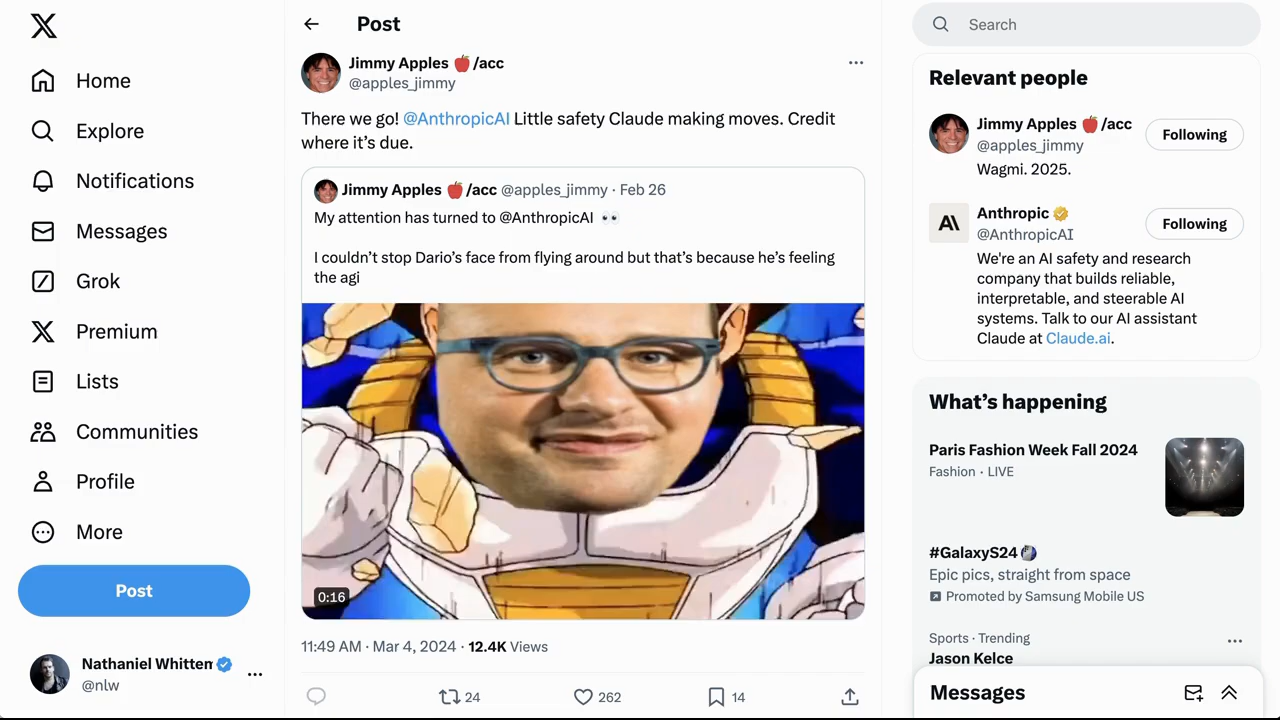 Home
Explore
Notifications
Messages
Grok
Premium
Lists
Communities
Profile
More
Post
Nathaniel Whittem
@nlw
Post
Jimmy Apples 🍎/acc
@apples_jimmy
There we go! @AnthropicAI Little safety Claude making moves. Credit
where it’s due.
Jimmy Apples 🍎/acc @apples_jimmy · Feb 26
My attention has turned to @AnthropicAI 👀
I couldn’t stop Dario’s face from flying around but that’s because he’s feeling
the agi
0:16
11:49 AM · Mar 4, 2024 · 12.4K Views
24
262
14
Search
Relevant people
Jimmy Apples 🍎/acc
@apples_jimmy
Following
Wagmi. 2025.
Anthropic
@AnthropicAI
Following
We're an AI safety and research
company that builds reliable,
interpretable, and steerable AI
systems. Talk to our AI assistant
Claude at Claude.ai.
What’s happening
Paris Fashion Week Fall 2024
Fashion · LIVE
#GalaxyS24
Epic pics, straight from space
Promoted by Samsung Mobile US
Sports · Trending
Jason Kelce
Messages